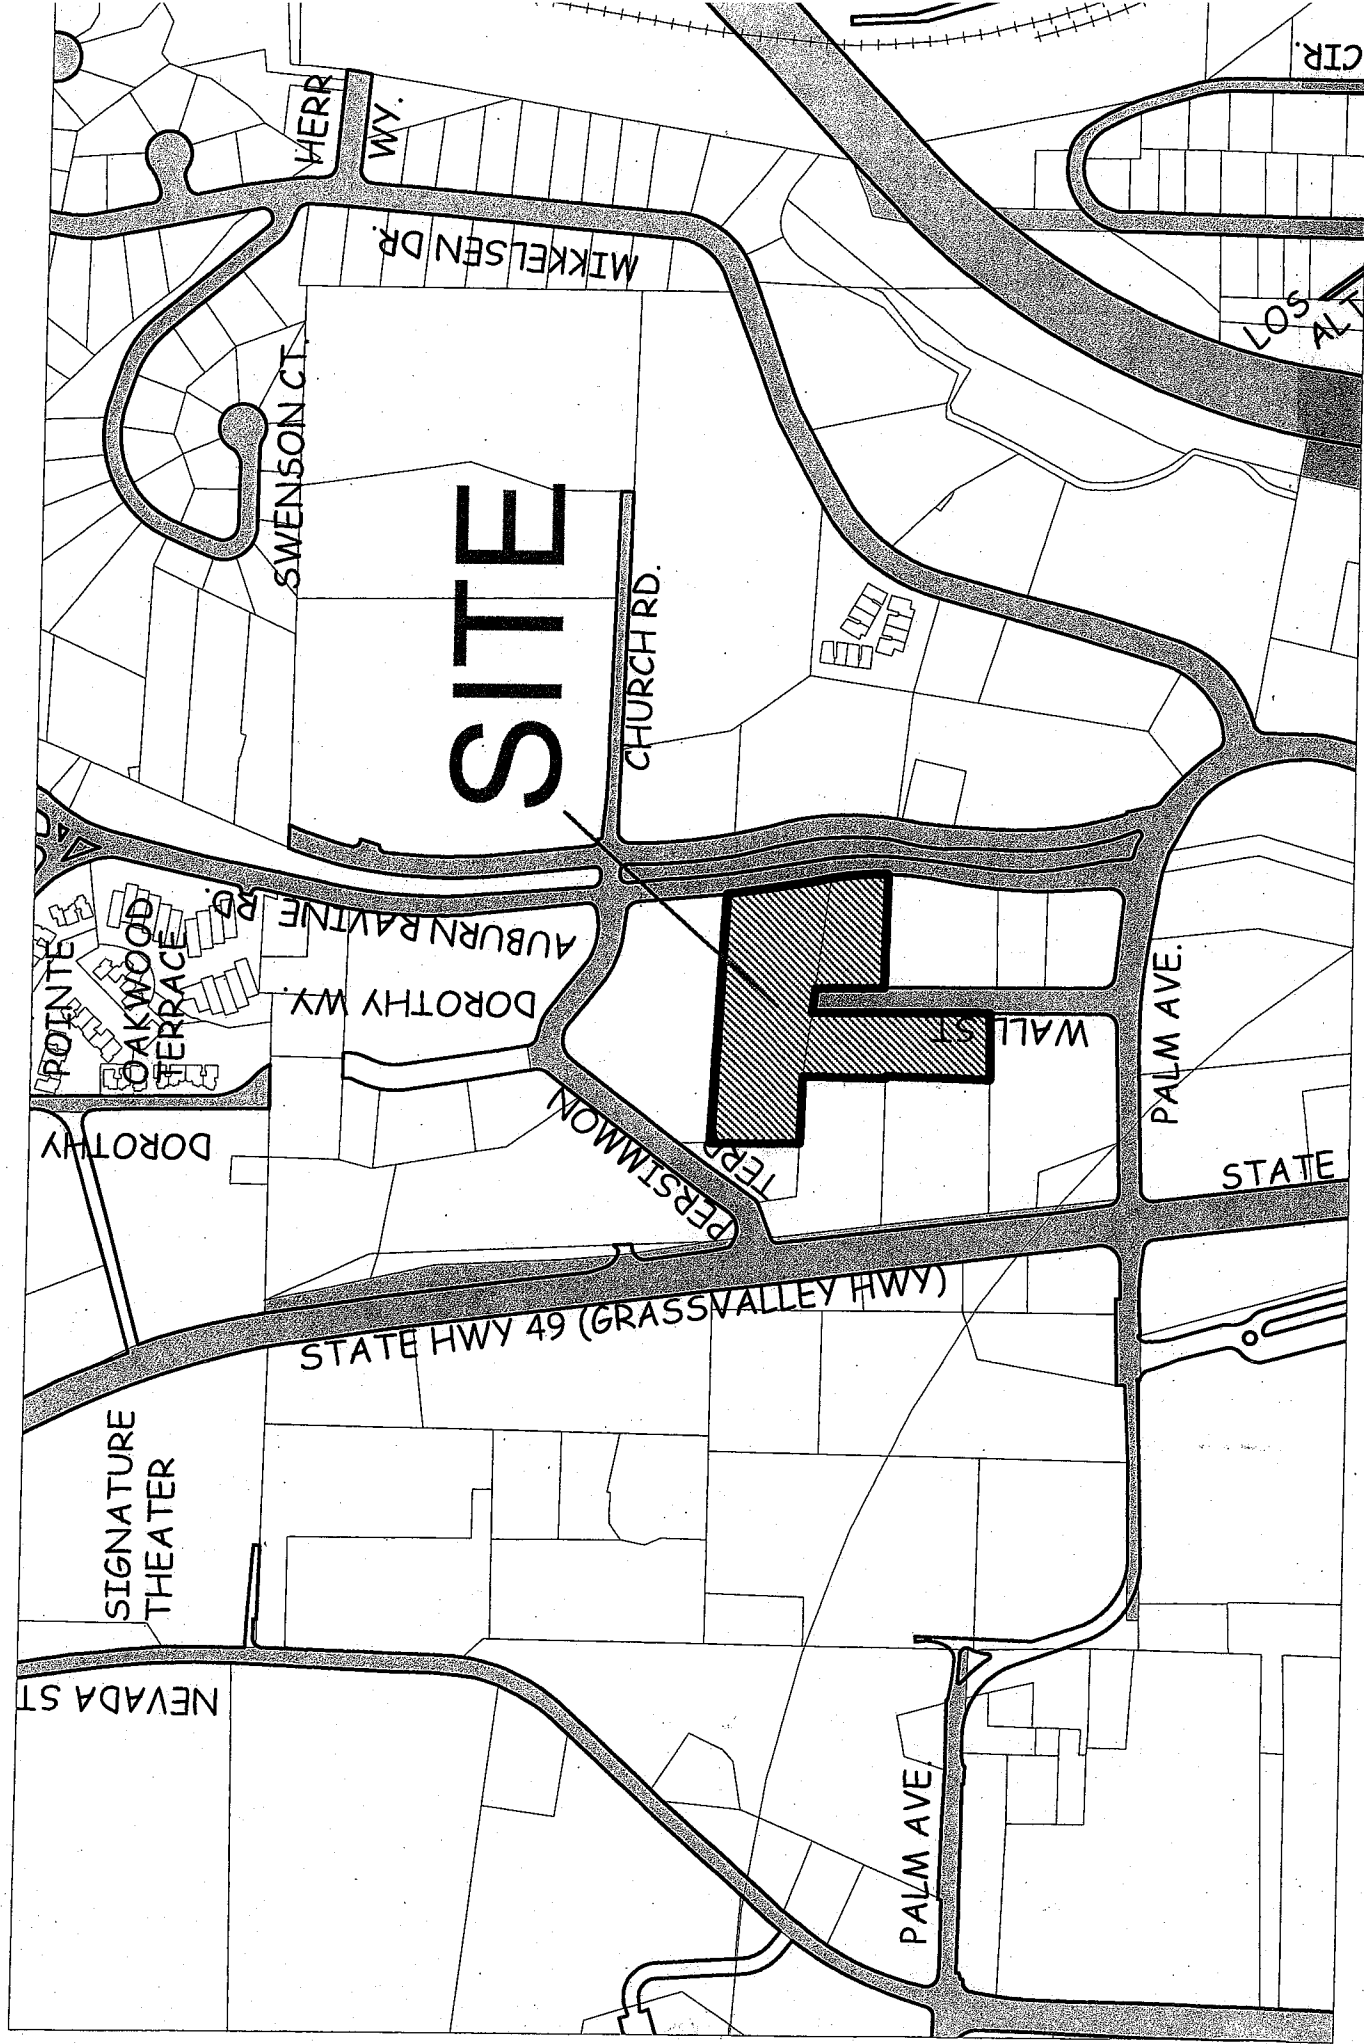 CIR.
HERR
WY.
MIKKELSEN DR.
LOS
ALT
SWENSON CT.
SITE
CHURCH RD.
AUBURN RAVINE RD.
POINTE
OAKWOOD
TERRACE
DOROTHY WY.
WALL ST
PALM AVE.
DOROTHY
PERSIMMON
TERR
STATE
STATE HWY 49 (GRASSVALLEY HWY)
SIGNATURE
THEATER
NEVADA ST
PALM AVE.